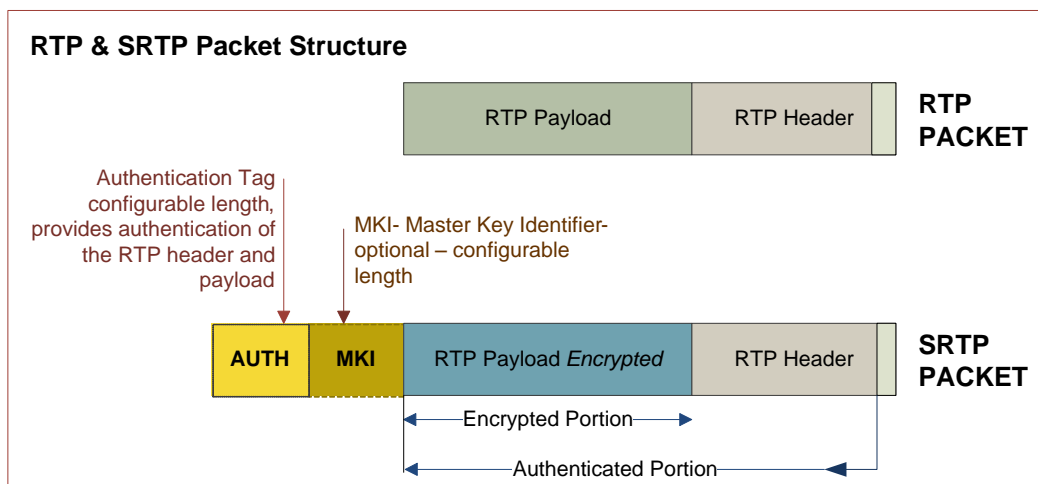 RTP & SRTP Packet Structure
RTP Payload
RTP Header
RTP
PACKET
Authentication Tag
configurable length,
provides authentication of
the RTP header and
payload
MKI- Master Key Identifier-
optional – configurable
length
AUTH
MKI
RTP Payload Encrypted
RTP Header
SRTP
PACKET
Encrypted Portion
Authenticated Portion